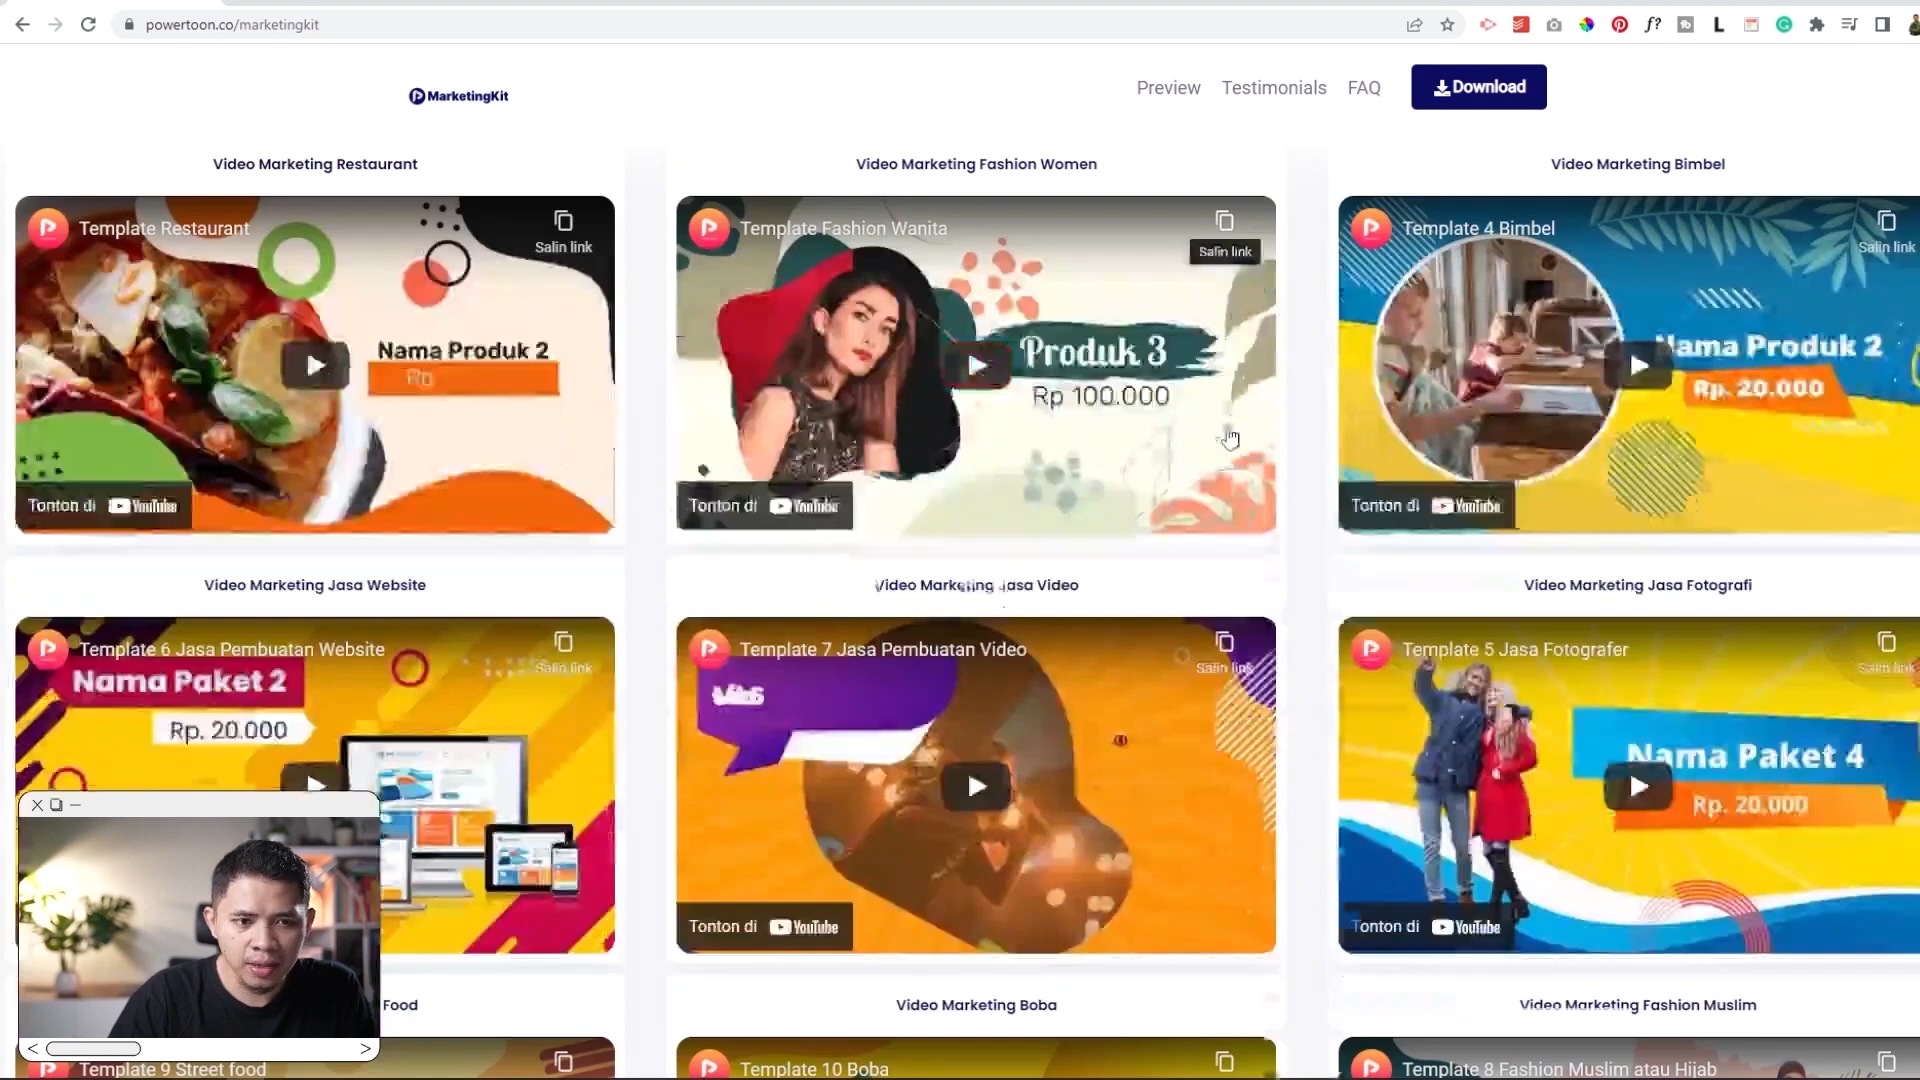 powertoon.co/marketingkit
MarketingKit
Preview
Testimonials
FAQ
Download
Video Marketing Restaurant
Video Marketing Fashion Women
Video Marketing Bimbel
Template Restaurant
Salin link
Nama Produk 2
Rp
Tonton di YouTube
Template Fashion Wanita
Salin link
Produk 3
Rp 100.000
Tonton di YouTube
Template 4 Bimbel
Salin link
Nama Produk 2
Rp. 20.000
Tonton di YouTube
Video Marketing Jasa Website
Video Marketing Jasa Video
Video Marketing Jasa Fotografi
Template 6 Jasa Pembuatan Website
Salin link
Nama Paket 2
Rp. 20.000
Template 7 Jasa Pembuatan Video
Salin link
Tonton di YouTube
Template 5 Jasa Fotografer
Salin link
Nama Paket 4
Rp. 20.000
Tonton di YouTube
Food
Video Marketing Boba
Video Marketing Fashion Muslim
Template 9 Street food
Template 10 Boba
Template 8 Fashion Muslim atau Hijab